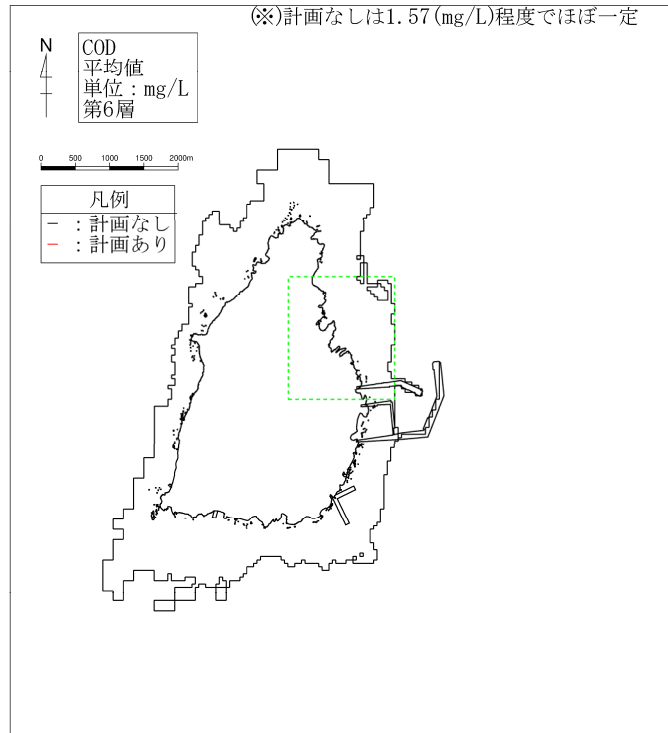 (※)計画なしは1.57(mg/L)程度でほぼ一定
N
COD
平均値
単位：mg/L
第6層
0 500 1000 1500 2000m
凡例
－ ：計画なし
－ ：計画あり